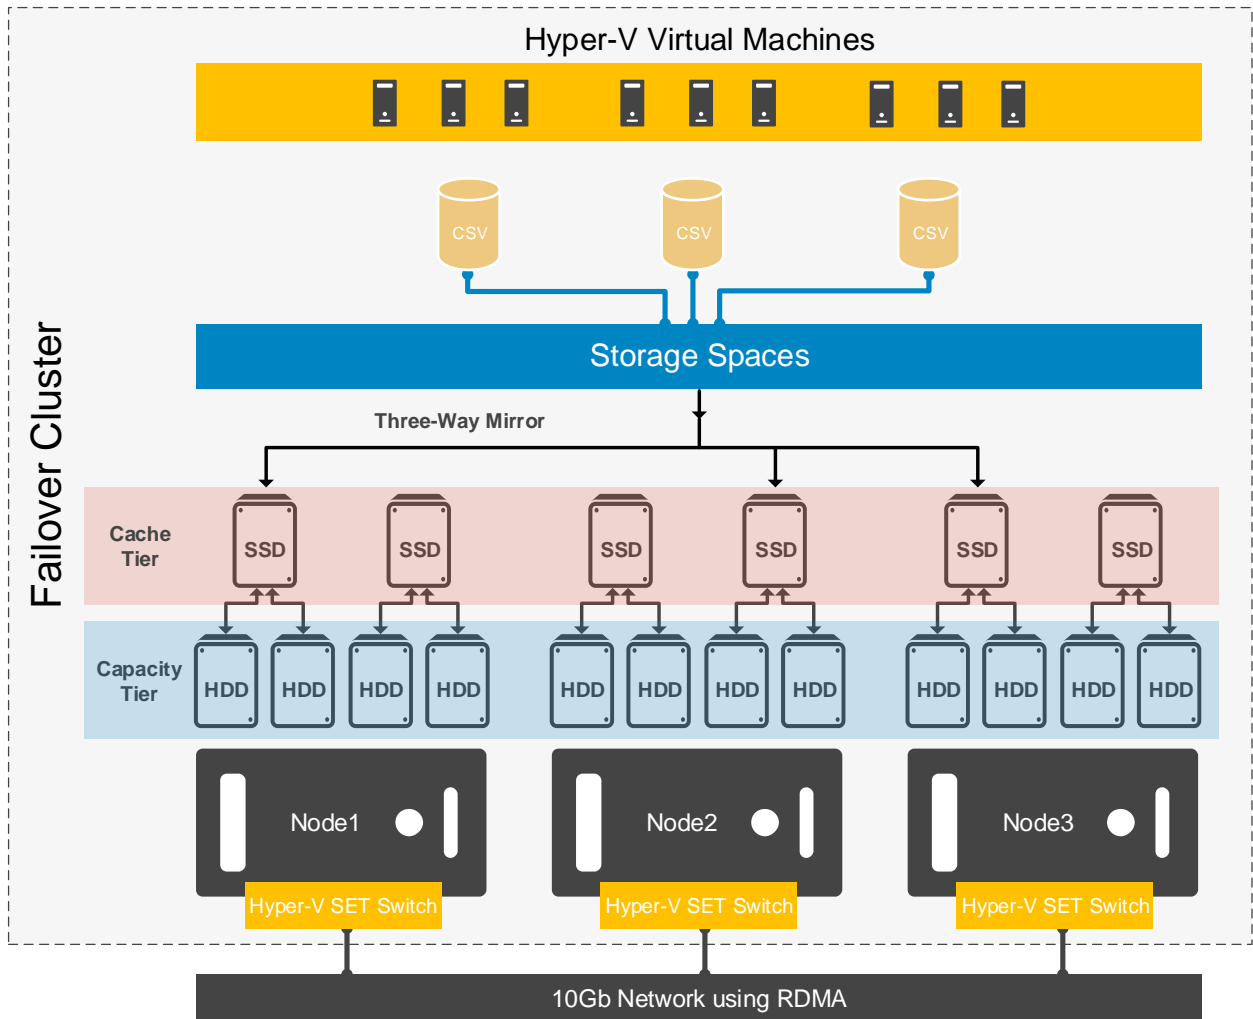 Hyper-V Virtual Machines
CSV
CSV
CSV
Storage Spaces
Three-Way Mirror
Failover Cluster
Cache
Tier
SSD
SSD
SSD
SSD
SSD
SSD
Capacity
Tier
HDD
HDD
HDD
HDD
HDD
HDD
HDD
HDD
HDD
HDD
HDD
HDD
Node1
Node2
Node3
Hyper-V SET Switch
Hyper-V SET Switch
Hyper-V SET Switch
10Gb Network using RDMA